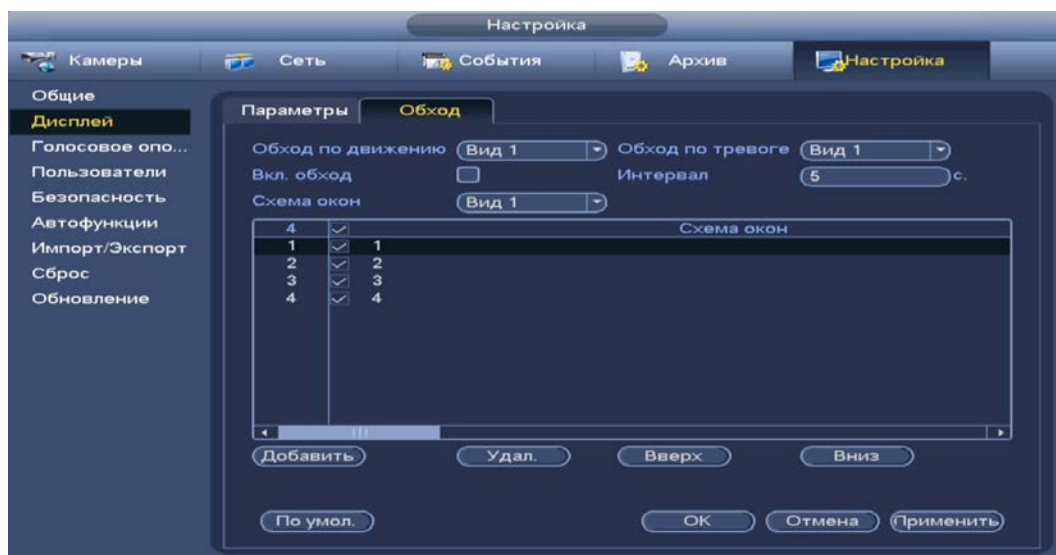 Настройка
Камеры Сеть События Архив Настройка
Общие
Дисплей
Голосовое опо...
Пользователи
Безопасность
Автофункции
Импорт/Экспорт
Сброс
Обновление
Параметры Обход
Обход по движению Вид 1 Обход по тревоге Вид 1
Вкл. обход Интервал 5 с.
Схема окон Вид 1
4 Схема окон
1 1
2 2
3 3
4 4
Добавить Удал. Вверх Вниз
По умол. ОК Отмена Применить